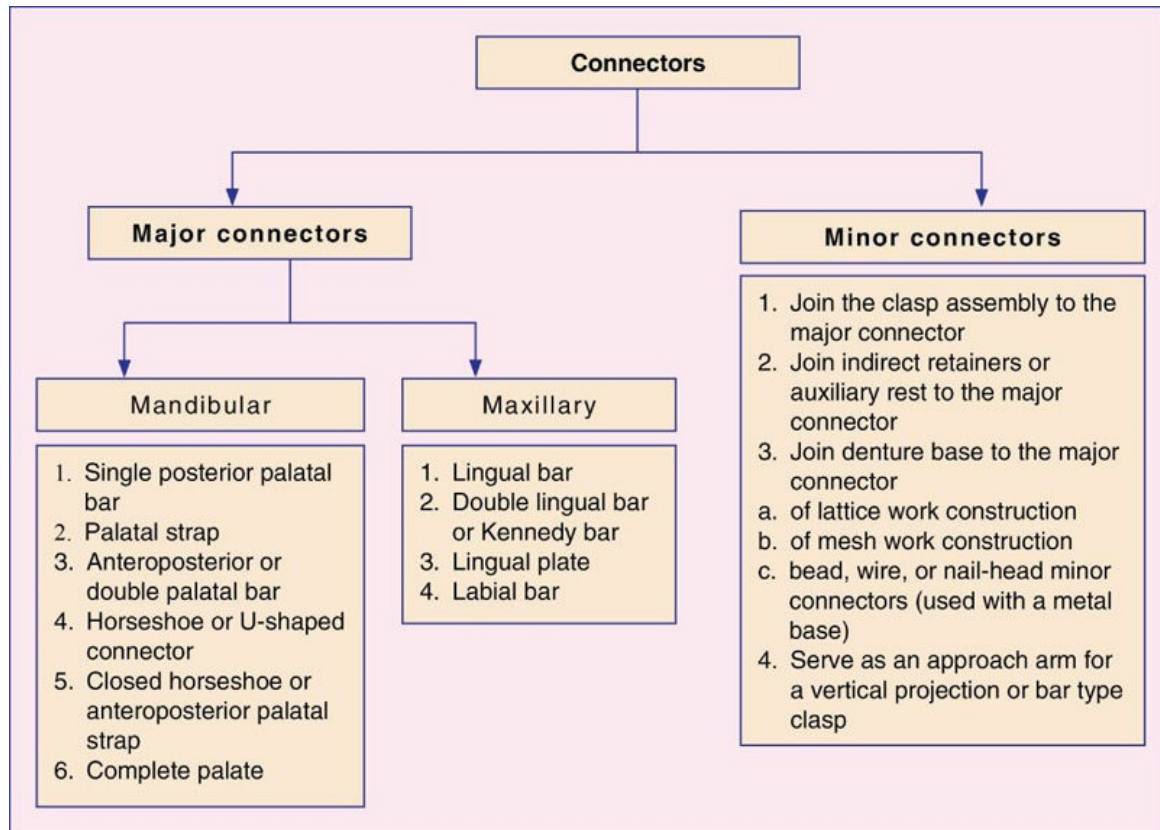 Connectors
Major connectors
Minor connectors
Mandibular
Maxillary
1. Single posterior palatal
bar
2. Palatal strap
3. Anteroposterior or
double palatal bar
4. Horseshoe or U-shaped
connector
5. Closed horseshoe or
anteroposterior palatal
strap
6. Complete palate
1. Lingual bar
2. Double lingual bar
or Kennedy bar
3. Lingual plate
4. Labial bar
1. Join the clasp assembly to the
major connector
2. Join indirect retainers or
auxiliary rest to the major
connector
3. Join denture base to the major
connector
a. of lattice work construction
b. of mesh work construction
c. bead, wire, or nail-head minor
connectors (used with a metal
base)
4. Serve as an approach arm for
a vertical projection or bar type
clasp